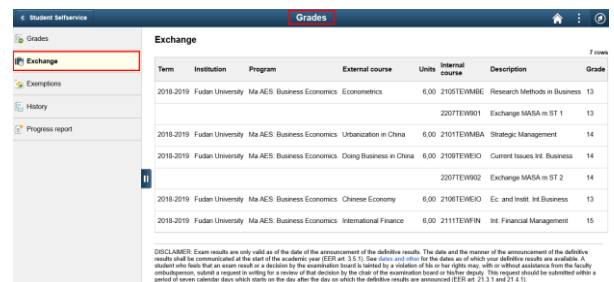 Student Selfservice
Grades
Grades
Exchange
Exemptions
History
Progress report
Exchange
7 rows
Term Institution Program External course Units Internal course Description Grade
2018-2019 Fudan University Ma AES: Business Economics Econometrics 6,00 2105TEWMBE Research Methods in Business 13
2207TEW901 Exchange MASA m ST 1 13
2018-2019 Fudan University Ma AES: Business Economics Urbanization in China 6,00 2101TEWMBA Strategic Management 14
2018-2019 Fudan University Ma AES: Business Economics Doing Business in China 6,00 2109TEWEIO Current Issues Int. Business 14
2207TEW902 Exchange MASA m ST 2 14
2018-2019 Fudan University Ma AES: Business Economics Chinese Economy 6,00 2106TEWEIO Ec. and Instit. Int.Business 13
2018-2019 Fudan University Ma AES: Business Economics International Finance 6,00 2111TEWFIN Int. Financial Management 15
DISCLAIMER: Exam results are only valid as of the date of the announcement of the definitive results. The date and the manner of the announcement of the definitive
results shall be communicated at the start of the academic year (EER art. 3.5.1). See dates and other for the dates as of which your definitive results are available. A
student who feels that an exam result or a decision by the examination board is tainted by a violation of his or her rights may, with or without assistance from the faculty
ombudsperson, submit a request in writing for a review of that decision by the chair of the examination board or his/her deputy. This request should be submitted within a
period of seven calendar days which starts on the day after the day on which the definitive results are announced (EER art. 21.3.1 and 21.4.1).